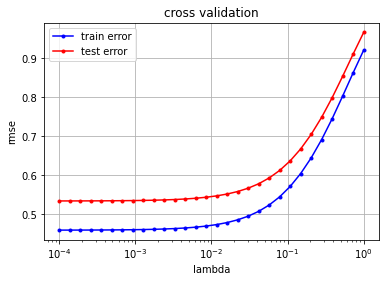 cross validation
train error
test error
rmse
0.9
0.8
0.7
0.6
0.5
10⁻⁴
10⁻³
10⁻²
10⁻¹
10⁰
lambda